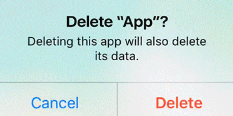 Delete “App”?
Deleting this app will also delete
its data.
Cancel
Delete